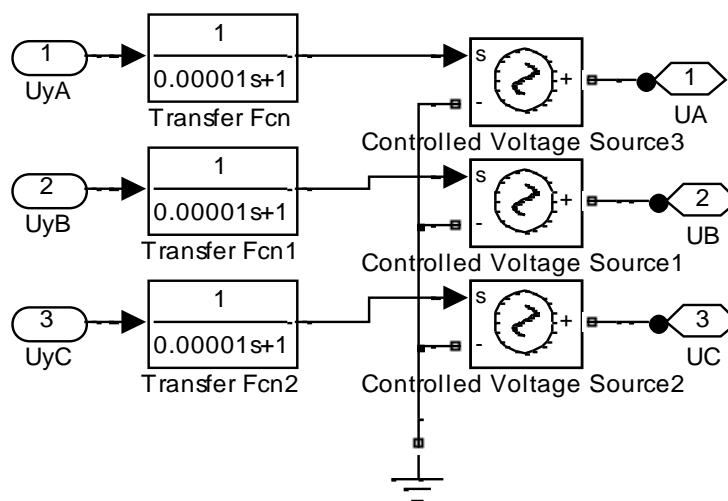 1
UyA
1
0.00001s+1
Transfer Fcn
s
+
-
Controlled Voltage Source3
1
UA
2
UyB
1
0.00001s+1
Transfer Fcn1
s
+
-
Controlled Voltage Source1
2
UB
3
UyC
1
0.00001s+1
Transfer Fcn2
s
+
-
Controlled Voltage Source2
3
UC